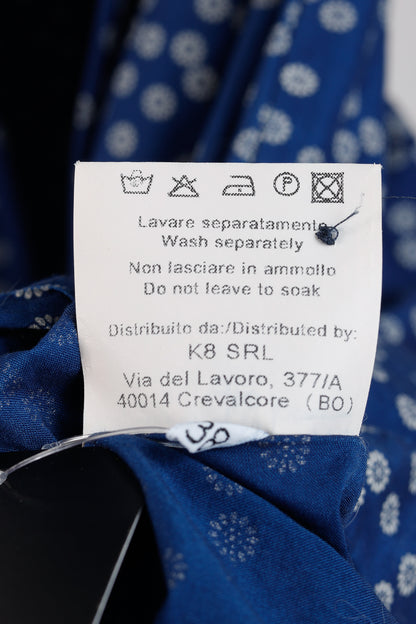 P
Lavare separatamente
Wash separately
Non lasciare in ammollo
Do not leave to soak
Distribuito da:/Distributed by:
K8 SRL
Via del Lavoro, 377/A
40014 Crevalcore (BO)
38